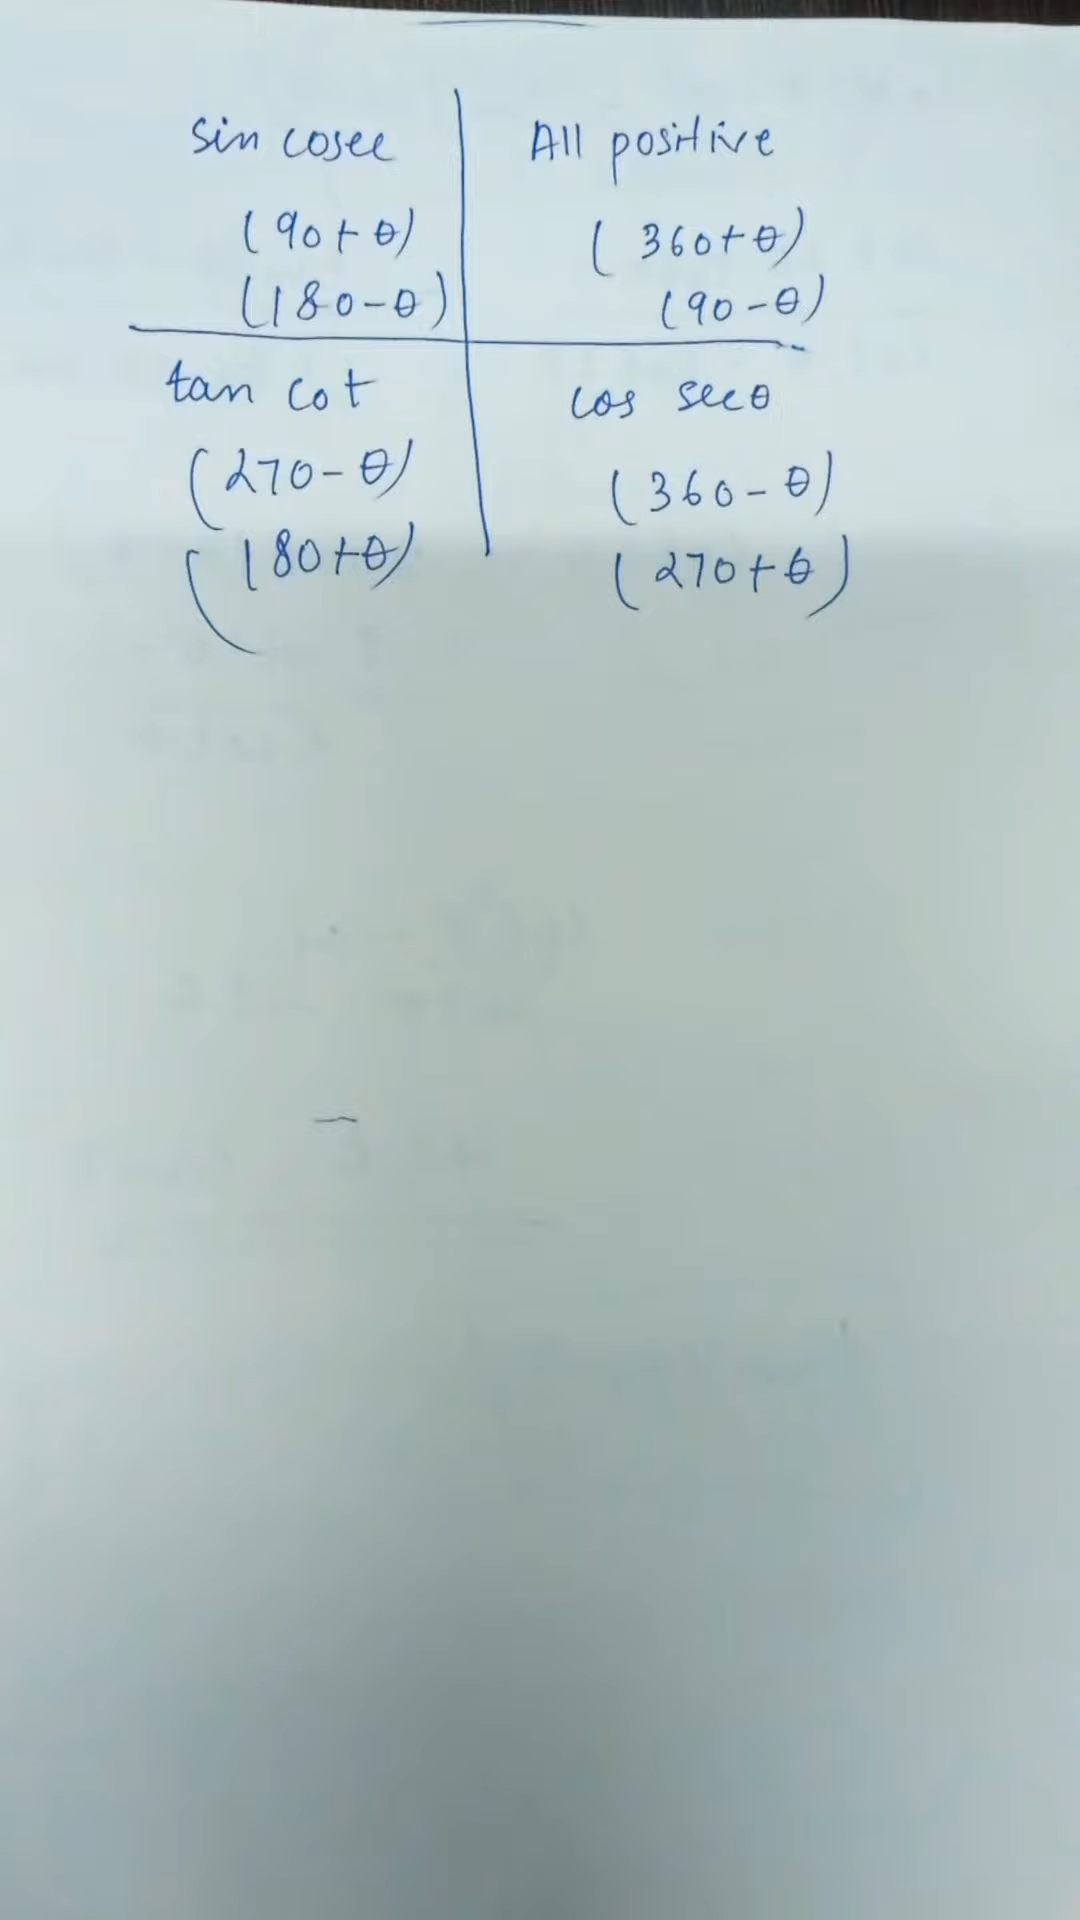 sin cosec
(90+θ)
(180-θ)
All positive
(360+θ)
(90-θ)
tan cot
(270-θ)
(180+θ)
cos secθ
(360-θ)
(270+θ)